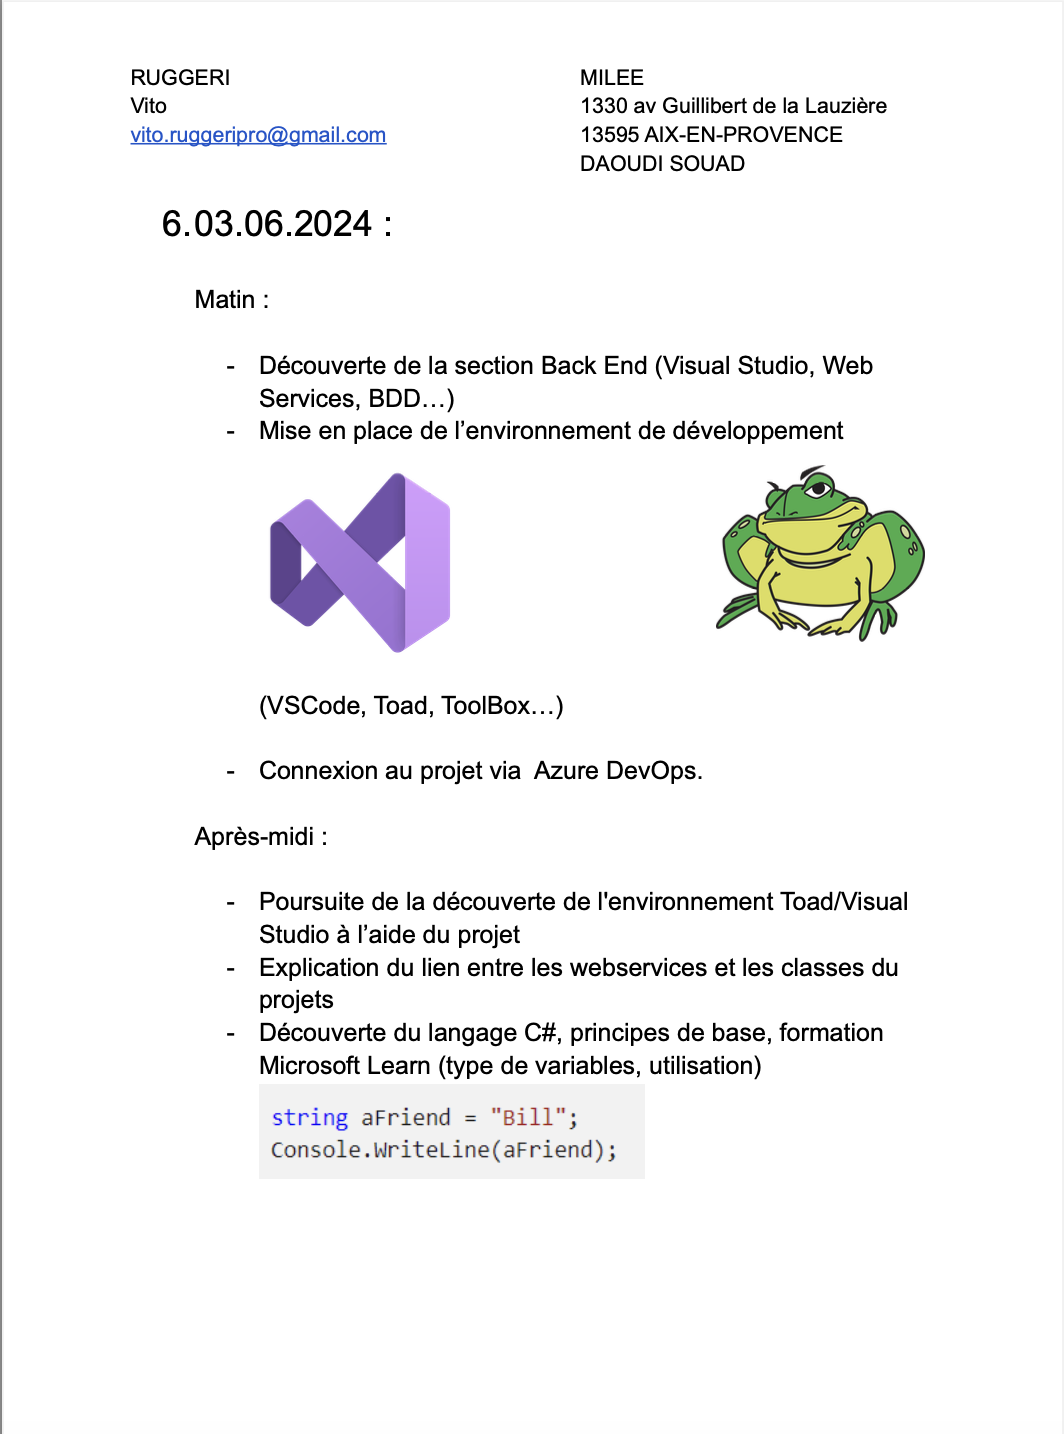 RUGGERI
Vito
vito.ruggeripro@gmail.com
MILEE
1330 av Guillibert de la Lauzière
13595 AIX-EN-PROVENCE
DAOUDI SOUAD
6.03.06.2024 :
Matin :
- Découverte de la section Back End (Visual Studio, Web
Services, BDD…)
- Mise en place de l’environnement de développement
(VSCode, Toad, ToolBox…)
- Connexion au projet via  Azure DevOps.
Après-midi :
- Poursuite de la découverte de l'environnement Toad/Visual
Studio à l’aide du projet
- Explication du lien entre les webservices et les classes du
projets
- Découverte du langage C#, principes de base, formation
Microsoft Learn (type de variables, utilisation)
string aFriend = "Bill";
Console.WriteLine(aFriend);